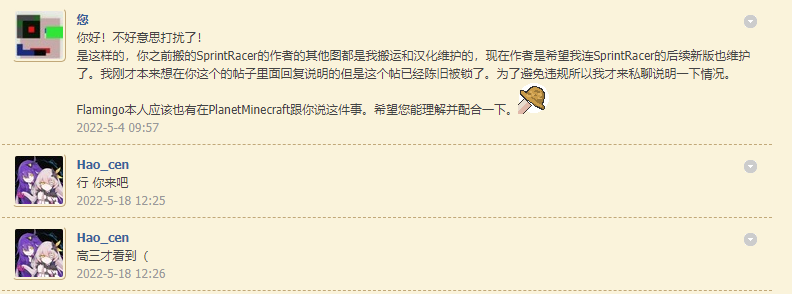 您
你好！不好意思打扰了！
是这样的，你之前搬的SprintRacer的作者的其他图都是我搬运和汉化维护的，现在作者是希望我连SprintRacer的后续新版也维护
了。我刚才本来想在你这个的帖子里面回复说明的但是这个帖已经陈旧被锁了。为了避免违规所以我才来私聊说明一下情况。
Flamingo本人应该也有在PlanetMinecraft跟你说这件事。希望您能理解并配合一下。
2022-5-4 09:57
Hao_cen
行 你来吧
2022-5-18 12:25
Hao_cen
高三才看到（
2022-5-18 12:26